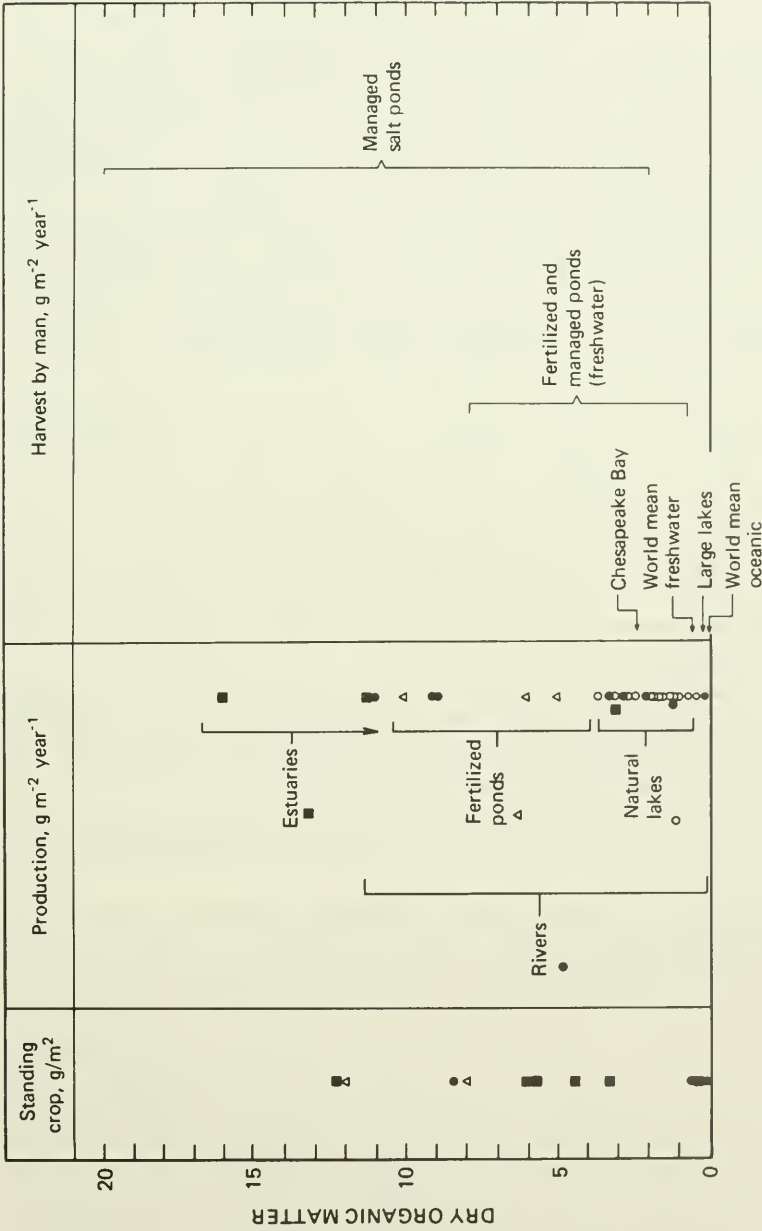 Standing
crop, g/m²
Production, g m⁻² year⁻¹
Harvest by man, g m⁻² year⁻¹
DRY ORGANIC MATTER
20
15
10
5
0
Rivers
Estuaries
Fertilized
ponds
Natural
lakes
Chesapeake Bay
World mean
freshwater
Large lakes
World mean
oceanic
Fertilized and
managed ponds
(freshwater)
Managed
salt ponds